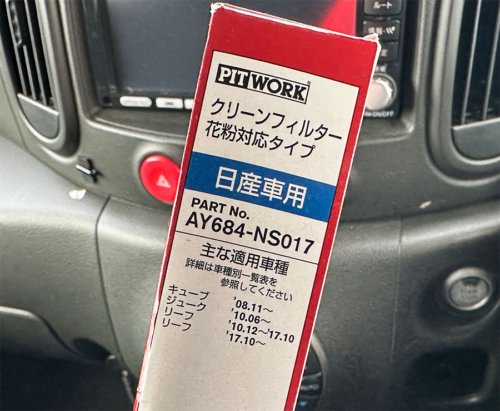 ルート
PITWORK
クリーンフィルター
花粉対応タイプ
日産車用
PART No.
AY684-NS017
主な適用車種
詳細は車種別一覧表を
参照してください
キューブ '08.11〜
ジューク '10.06〜
リーフ '10.12〜'17.10
リーフ '17.10〜